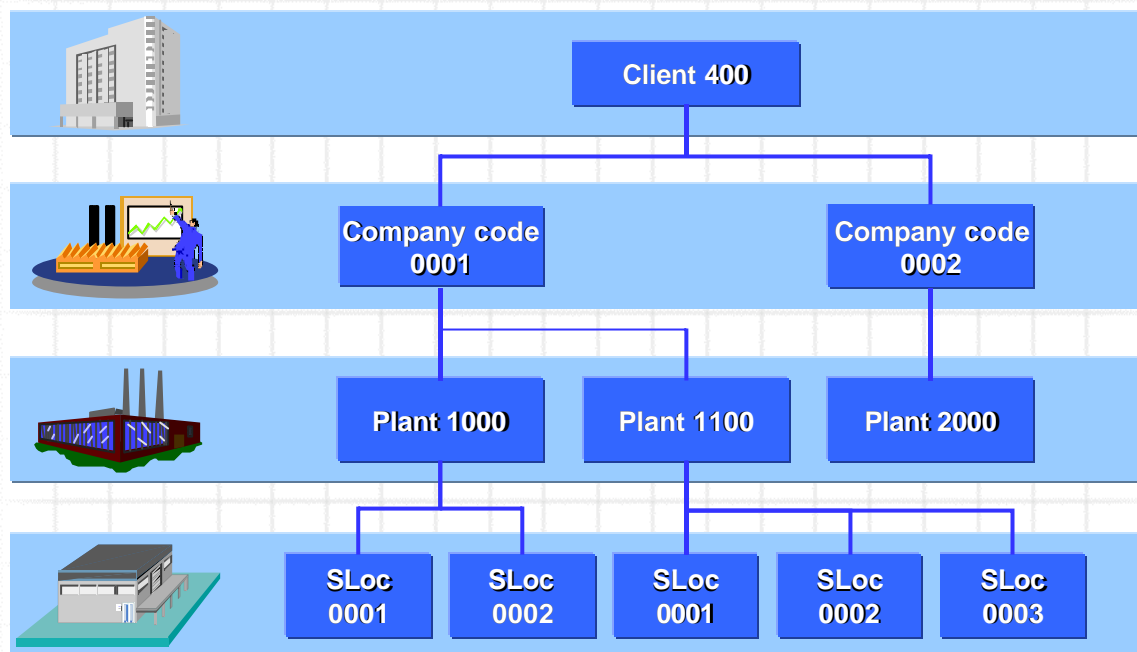 Client 400
Company code
0001
Company code
0002
Plant 1000
Plant 1100
Plant 2000
SLoc
0001
SLoc
0002
SLoc
0001
SLoc
0002
SLoc
0003